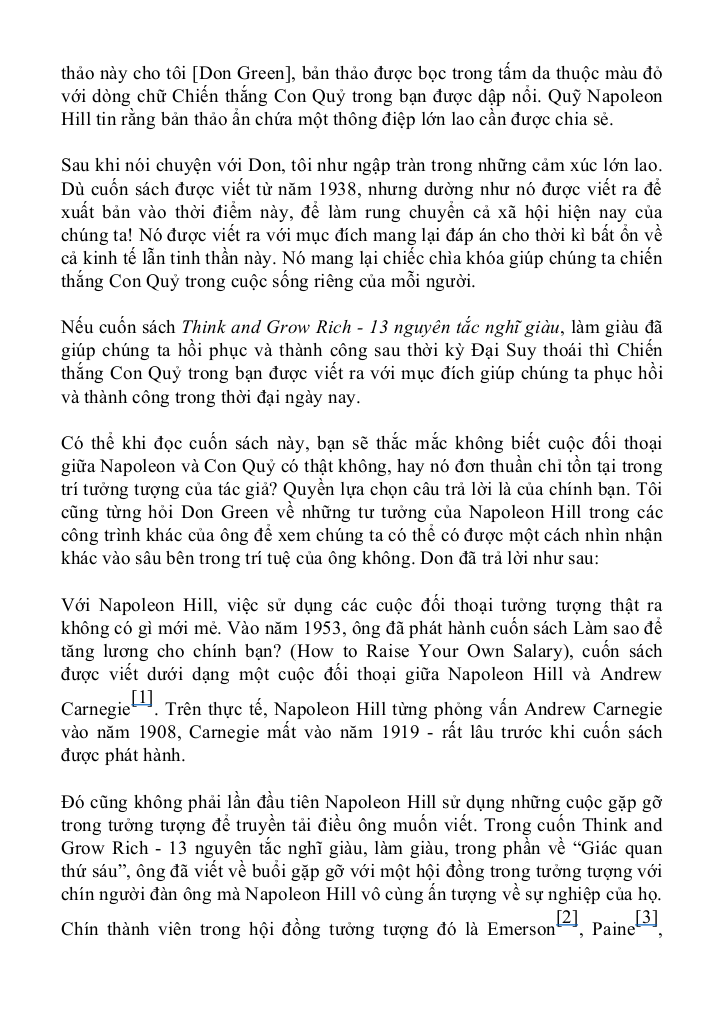 thảo này cho tôi [Don Green], bản thảo được bọc trong tấm da thuộc màu đỏ
với dòng chữ Chiến thắng Con Quỷ trong bạn được dập nổi. Quỹ Napoleon
Hill tin rằng bản thảo ẩn chứa một thông điệp lớn lao cần được chia sẻ.
Sau khi nói chuyện với Don, tôi như ngập tràn trong những cảm xúc lớn lao.
Dù cuốn sách được viết từ năm 1938, nhưng dường như nó được viết ra để
xuất bản vào thời điểm này, để làm rung chuyển cả xã hội hiện nay của
chúng ta! Nó được viết ra với mục đích mang lại đáp án cho thời kì bất ổn về
cả kinh tế lẫn tinh thần này. Nó mang lại chiếc chìa khóa giúp chúng ta chiến
thắng Con Quỷ trong cuộc sống riêng của mỗi người.
Nếu cuốn sách Think and Grow Rich - 13 nguyên tắc nghĩ giàu, làm giàu đã
giúp chúng ta hồi phục và thành công sau thời kỳ Đại Suy thoái thì Chiến
thắng Con Quỷ trong bạn được viết ra với mục đích giúp chúng ta phục hồi
và thành công trong thời đại ngày nay.
Có thể khi đọc cuốn sách này, bạn sẽ thắc mắc không biết cuộc đối thoại
giữa Napoleon và Con Quỷ có thật không, hay nó đơn thuần chỉ tồn tại trong
trí tưởng tượng của tác giả? Quyền lựa chọn câu trả lời là của chính bạn. Tôi
cũng từng hỏi Don Green về những tư tưởng của Napoleon Hill trong các
công trình khác của ông để xem chúng ta có thể có được một cách nhìn nhận
khác vào sâu bên trong trí tuệ của ông không. Don đã trả lời như sau:
Với Napoleon Hill, việc sử dụng các cuộc đối thoại tưởng tượng thật ra
không có gì mới mẻ. Vào năm 1953, ông đã phát hành cuốn sách Làm sao để
tăng lương cho chính bạn? (How to Raise Your Own Salary), cuốn sách
được viết dưới dạng một cuộc đối thoại giữa Napoleon Hill và Andrew
Carnegie[1]. Trên thực tế, Napoleon Hill từng phỏng vấn Andrew Carnegie
vào năm 1908, Carnegie mất vào năm 1919 - rất lâu trước khi cuốn sách
được phát hành.
Đó cũng không phải lần đầu tiên Napoleon Hill sử dụng những cuộc gặp gỡ
trong tưởng tượng để truyền tải điều ông muốn viết. Trong cuốn Think and
Grow Rich - 13 nguyên tắc nghĩ giàu, làm giàu, trong phần về “Giác quan
thứ sáu”, ông đã viết về buổi gặp gỡ với một hội đồng trong tưởng tượng với
chín người đàn ông mà Napoleon Hill vô cùng ấn tượng về sự nghiệp của họ.
Chín thành viên trong hội đồng tưởng tượng đó là Emerson[2], Paine[3],